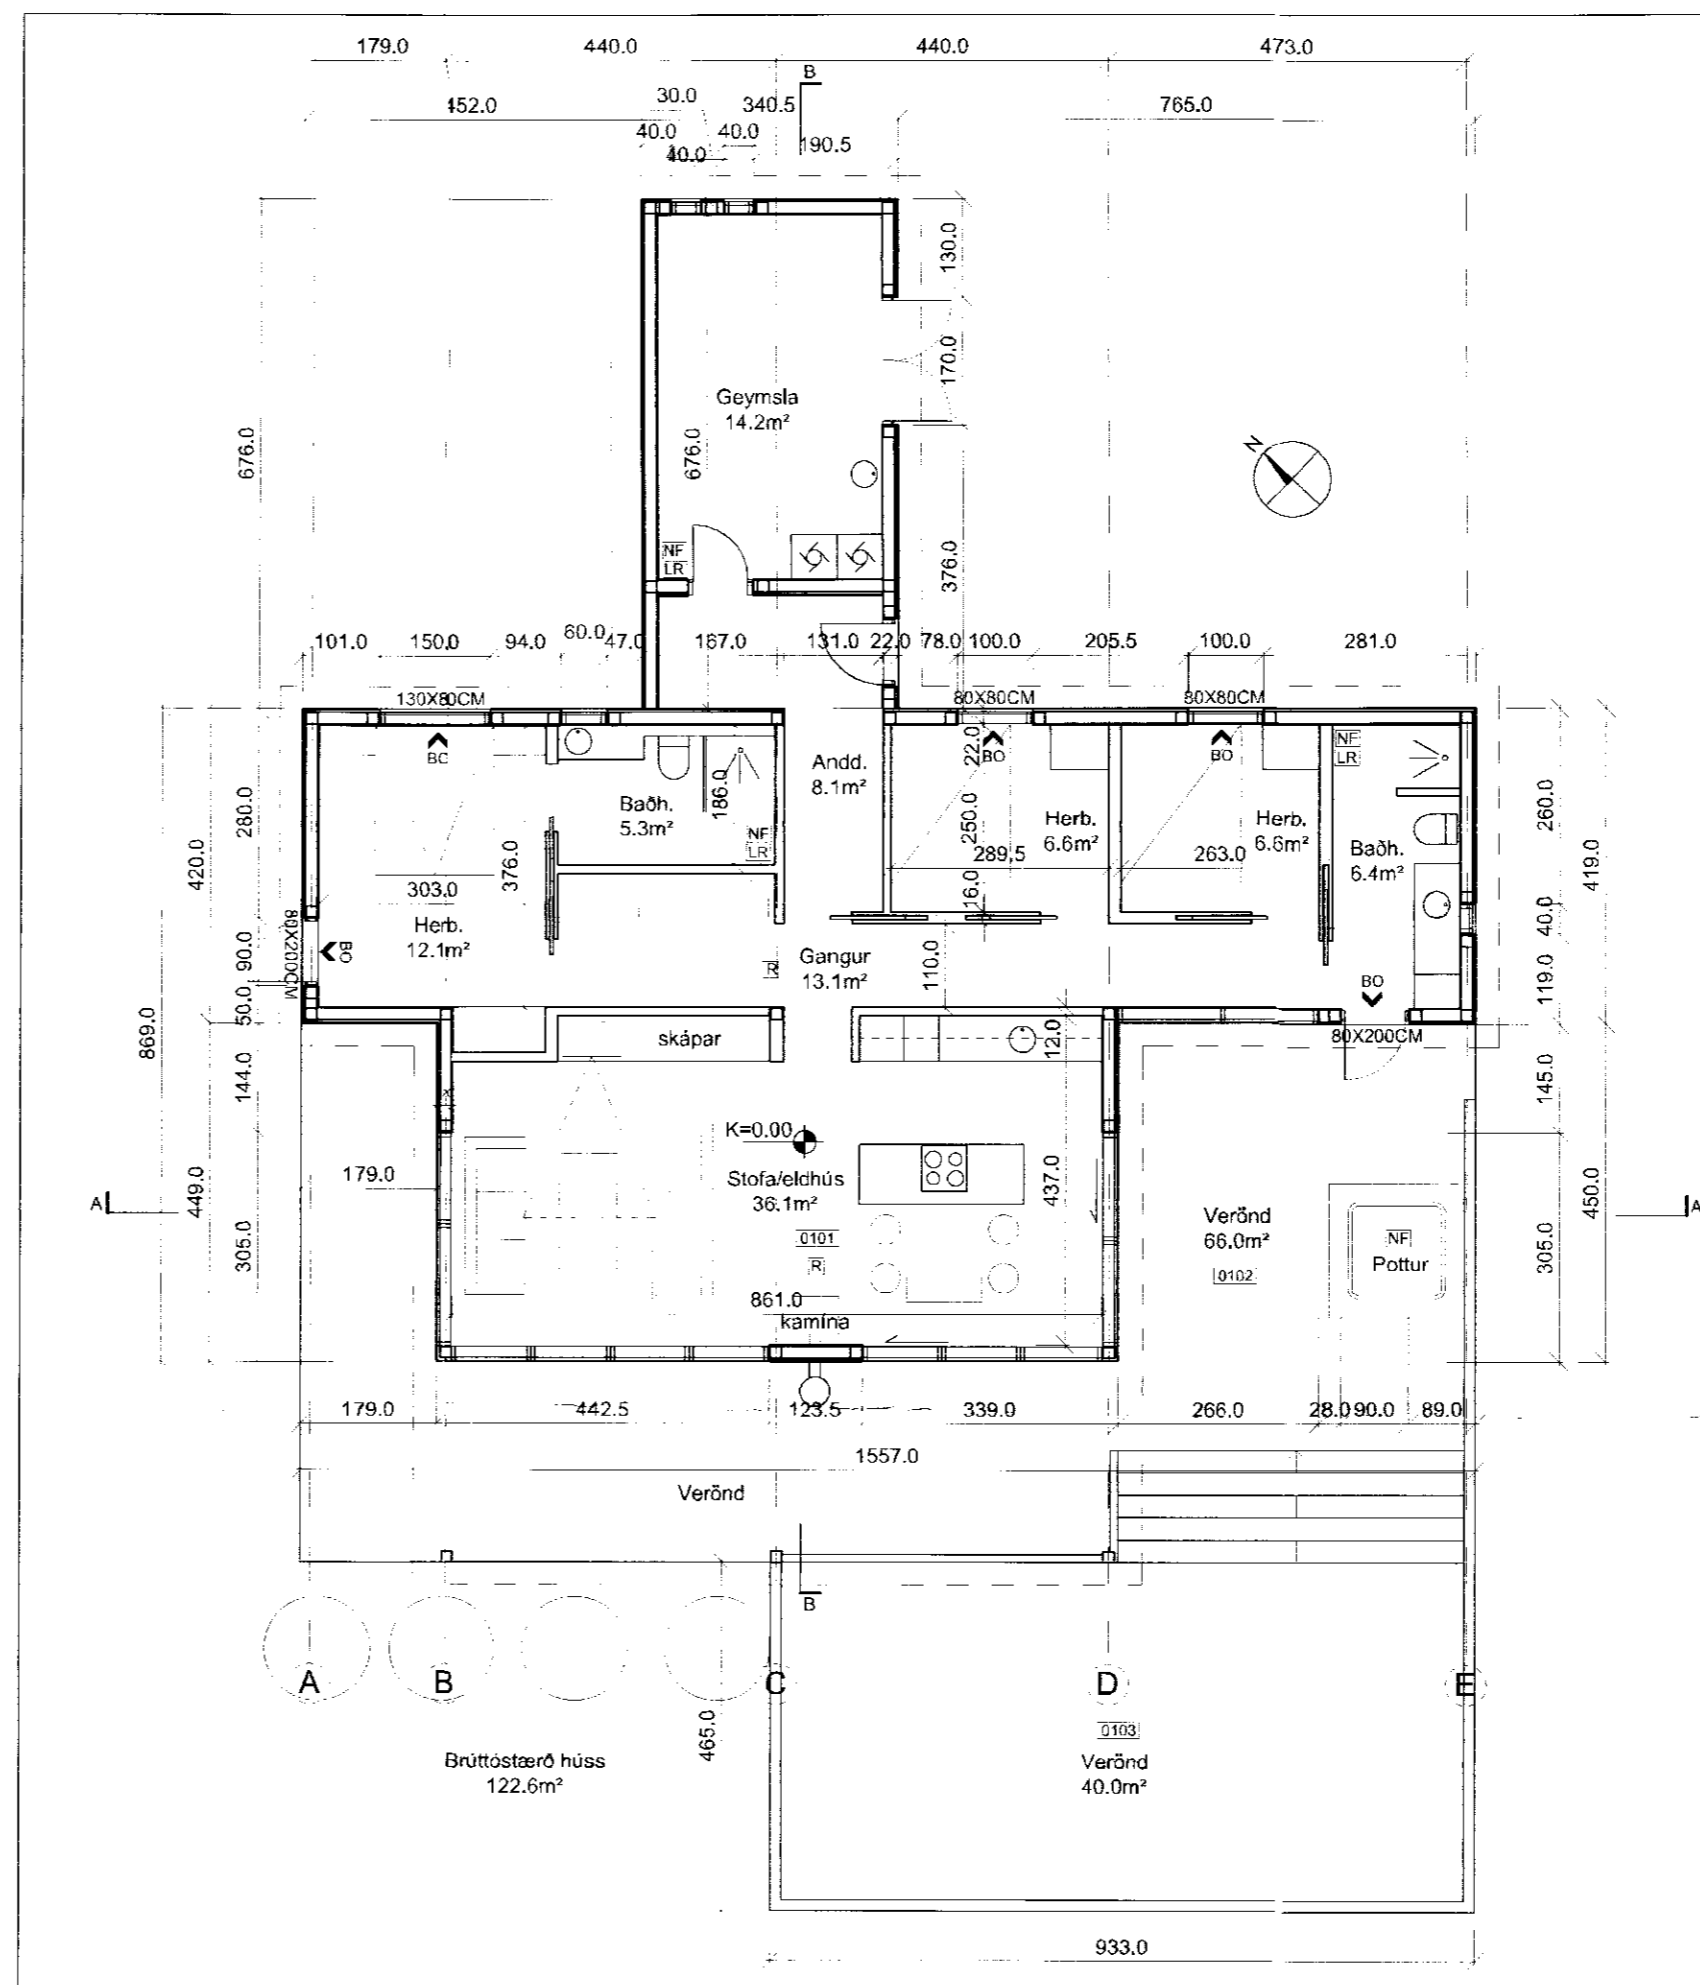 179.0 440.0 440.0 473.0
B
452.0 30.0 340.5 765.0
40.0 40.0
40.0 190.5
130.0
170.0
Geymsla
14.2m²
676.0
676.0
N
NF
LR
376.0
101.0 150.0 94.0 60.0 47.0 167.0 131.0 22.0 78.0 100.0 205.5 100.0 281.0
130X80CM 80X80CM 80X80CM
BO BO BO
22.0
NF
LR
Andd.
8.1m²
186.0
Baðh.
5.3m²
NF
LR
280.0
420.0
376.0
250.0
Herb.
6.6m²
Herb.
6.6m²
289.5 263.0
Baðh.
6.4m²
260.0
419.0
303.0
16.0
Herb.
12.1m²
80X200CM
BO
90.0
50.0
R
Gangur
13.1m²
110.0
40.0
119.0
BO
80X200CM
869.0
skápar
12.0
144.0
145.0
K=0.00
179.0
Stofa/eldhús
36.1m²
437.0
449.0
450.0
A A
Verönd
66.0m²
0102
NF
Pottur
0101
R
305.0
305.0
861.0
kamína
179.0 442.5 123.5 339.0 266.0 28.0 90.0 89.0
1557.0
Verönd
B
A B C D E
465.0
0103
Verönd
40.0m²
Brúttóstærð húss
122.6m²
933.0